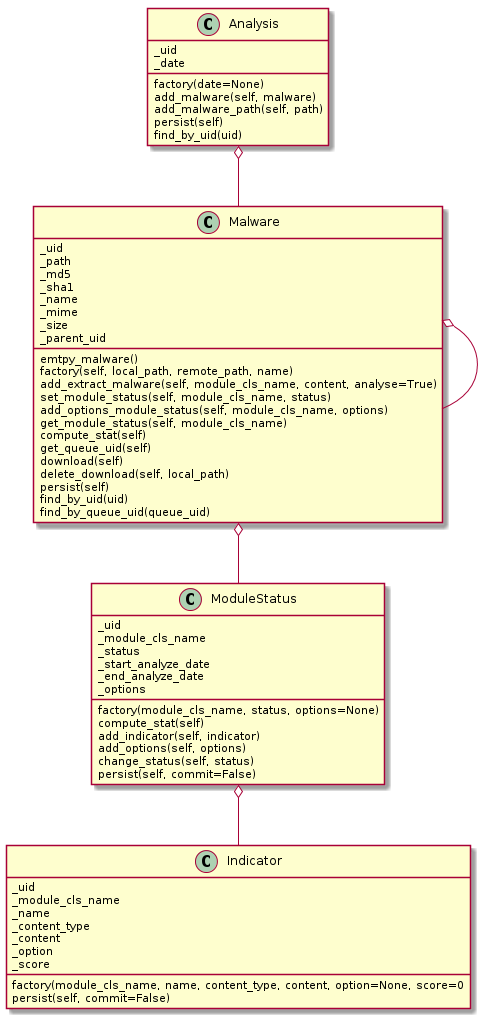 C Analysis
_uid
_date
factory(date=None)
add_malware(self, malware)
add_malware_path(self, path)
persist(self)
find_by_uid(uid)
C Malware
_uid
_path
_md5
_sha1
_name
_mime
_size
_parent_uid
emtpy_malware()
factory(self, local_path, remote_path, name)
add_extract_malware(self, module_cls_name, content, analyse=True)
set_module_status(self, module_cls_name, status)
add_options_module_status(self, module_cls_name, options)
get_module_status(self, module_cls_name)
compute_stat(self)
get_queue_uid(self)
download(self)
delete_download(self, local_path)
persist(self)
find_by_uid(uid)
find_by_queue_uid(queue_uid)
C ModuleStatus
_uid
_module_cls_name
_status
_start_analyze_date
_end_analyze_date
_options
factory(module_cls_name, status, options=None)
compute_stat(self)
add_indicator(self, indicator)
add_options(self, options)
change_status(self, status)
persist(self, commit=False)
C Indicator
_uid
_module_cls_name
_name
_content_type
_content
_option
_score
factory(module_cls_name, name, content_type, content, option=None, score=0
persist(self, commit=False)